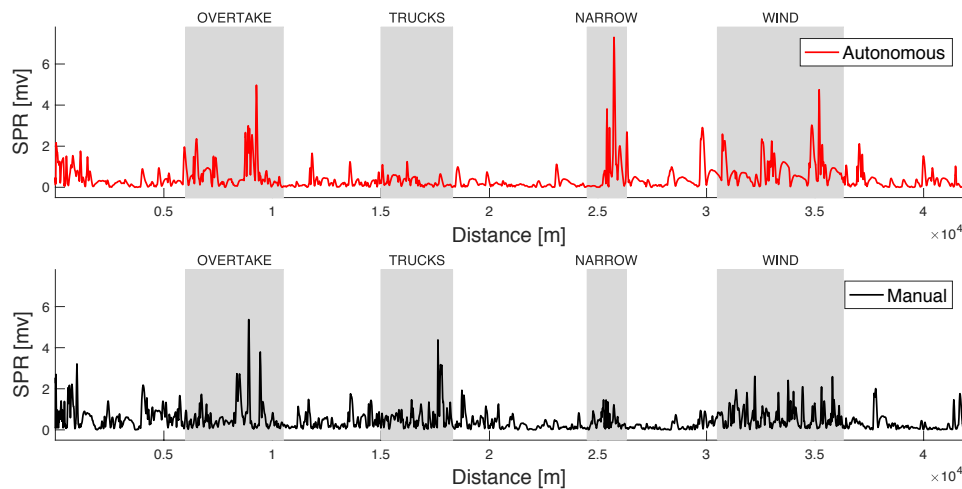 OVERTAKE TRUCKS NARROW WIND
Autonomous
SPR [mv]
6
4
2
0
0.5 1 1.5 2 2.5 3 3.5 4
Distance [m]
×10⁴
OVERTAKE TRUCKS NARROW WIND
Manual
SPR [mv]
6
4
2
0
0.5 1 1.5 2 2.5 3 3.5 4
Distance [m]
×10⁴